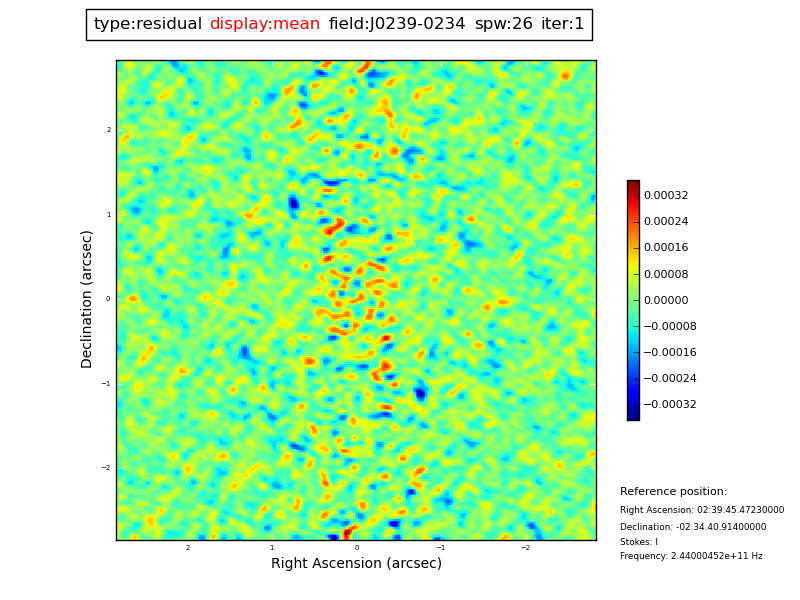 type:residual display:mean field:J0239-0234 spw:26 iter:1
2
1
0
−1
−2
2
1
0
−1
−2
Declination (arcsec)
Right Ascension (arcsec)
0.00032
0.00024
0.00016
0.00008
0.00000
−0.00008
−0.00016
−0.00024
−0.00032
Reference position:
Right Ascension: 02:39:45.47230000
Declination: -02.34.40.91400000
Stokes: I
Frequency: 2.44000452e+11 Hz